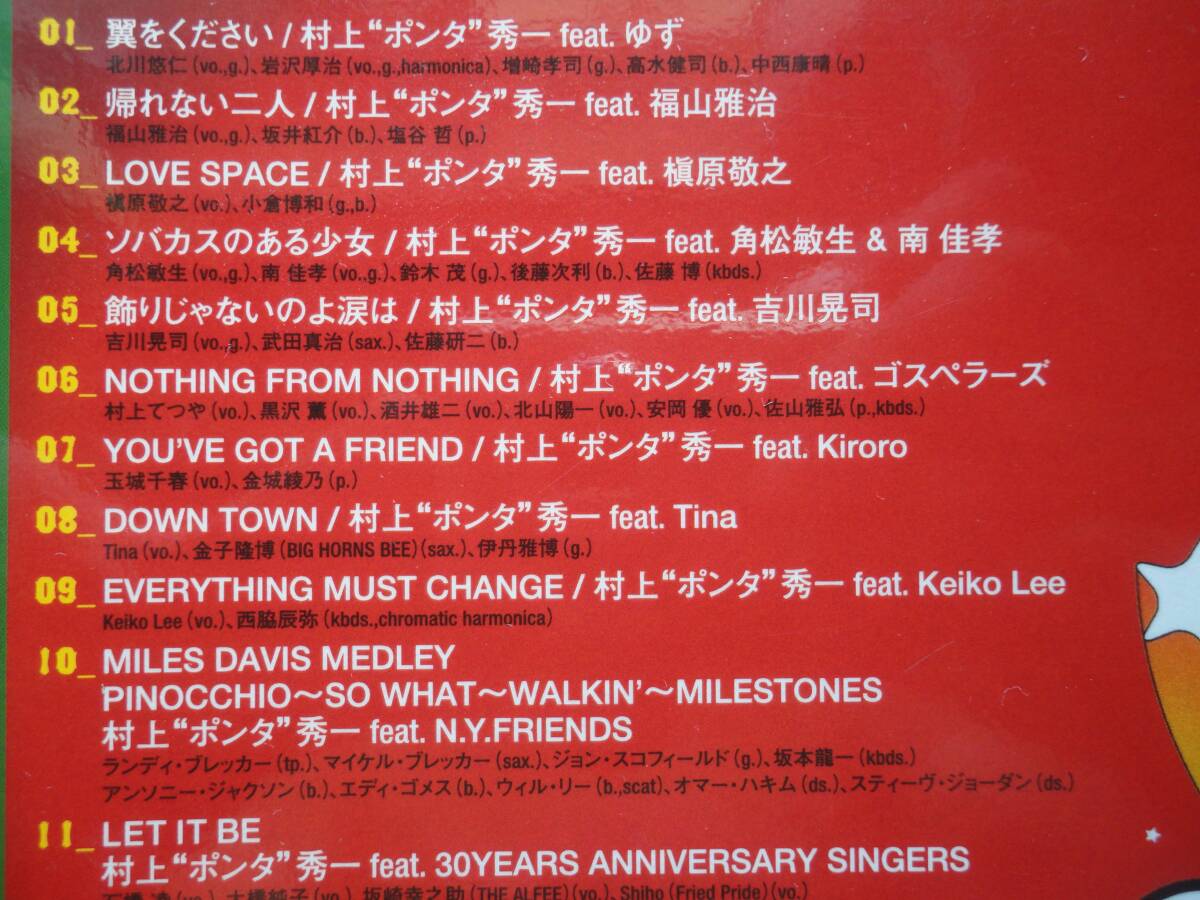 01_ 翼をください / 村上“ポンタ”秀一 feat. ゆず
北川悠仁(vo.,g.)、岩沢厚治(vo.,g.,harmonica)、増崎孝司(g.)、高水健司(b.)、中西康晴(p.)
02_ 帰れない二人 / 村上“ポンタ”秀一 feat. 福山雅治
福山雅治(vo.,g)、坂井紅介(b.)、塩谷 哲(p.)
03_ LOVE SPACE / 村上“ポンタ”秀一 feat. 槇原敬之
槇原敬之(vo.)、小倉博和(g.,b.)
04_ ソバカスのある少女 / 村上“ポンタ”秀一 feat. 角松敏生 & 南 佳孝
角松敏生(vo.,g)、南 佳孝(vo.,g)、鈴木 茂(g.)、後藤次利(b.)、佐藤 博(kbds.)
05_ 飾りじゃないのよ涙は / 村上“ポンタ”秀一 feat. 吉川晃司
吉川晃司(vo.,g.)、武田真治(sax.)、佐藤研二(b.)
06_ NOTHING FROM NOTHING / 村上“ポンタ”秀一 feat. ゴスペラーズ
村上てつや(vo.)、黒沢 薫(vo.)、酒井雄二(vo.)、北山陽一(vo.)、安岡 優(vo.)、佐山雅弘(p.,kbds.)
07_ YOU'VE GOT A FRIEND / 村上“ポンタ”秀一 feat. Kiroro
玉城千春(vo.)、金城綾乃(p.)
08_ DOWN TOWN / 村上“ポンタ”秀一 feat. Tina
Tina(vo.)、金子隆博(BIG HORNS BEE)(sax.)、伊丹雅博(g.)
09_ EVERYTHING MUST CHANGE / 村上“ポンタ”秀一 feat. Keiko Lee
Keiko Lee(vo.)、西脇辰弥(kbds.,chromatic harmonica)
10_ MILES DAVIS MEDLEY
PINOCCHIO〜SO WHAT〜WALKIN'〜MILESTONES
村上“ポンタ”秀一 feat. N.Y.FRIENDS
ランディ・ブレッカー(tp.)、マイケル・ブレッカー(sax.)、ジョン・スコフィールド(g.)、坂本龍一(kbds.)
アンソニー・ジャクソン(b.)、エディ・ゴメス(b.)、ウィル・リー(b.,scat)、オマー・ハキム(ds.)、スティーヴ・ジョーダン(ds.)
11_ LET IT BE
村上“ポンタ”秀一 feat. 30YEARS ANNIVERSARY SINGERS
石橋 凌(vo.)、大橋純子(vo.)、坂崎幸之助(THE ALFEE)(vo.)、Shiho(Fried Pride)(vo.)